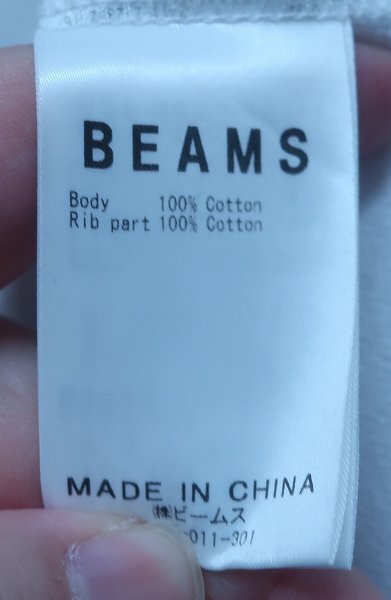 BEAMS
Body 100% Cotton
Rib part 100% Cotton
MADE IN CHINA
㈱ビームス
-011-301